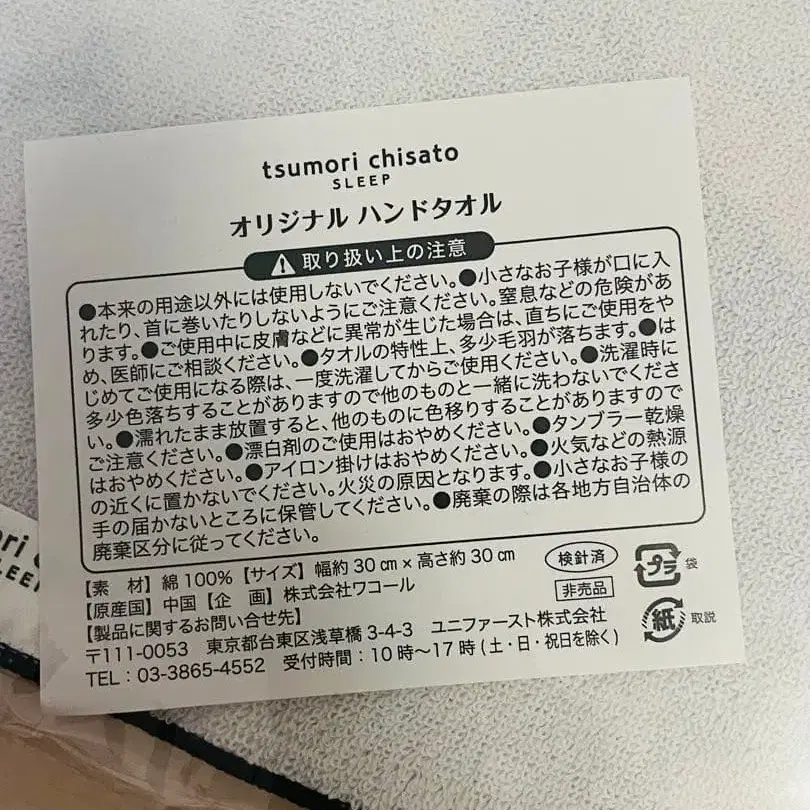 tsumori chisato
SLEEP
オリジナル ハンドタオル
取り扱い上の注意
●本来の用途以外には使用しないでください。●小さなお子様が口に入
れたり、首に巻いたりしないようにご注意ください。窒息などの危険があ
ります。●ご使用中に皮膚などに異常が生じた場合は、直ちにご使用をや
め、医師にご相談ください。●タオルの特性上、多少毛羽が落ちます。●は
じめてご使用になる際は、一度洗濯してからご使用ください。●洗濯時に
多少色落ちすることがありますので他のものと一緒に洗わないでくださ
い。●濡れたまま放置すると、他のものに色移りすることがありますので
ご注意ください。●漂白剤のご使用はおやめください。●タンブラー乾燥
はおやめください。●アイロン掛けはおやめください。●火気などの熱源
の近くに置かないでください。火災の原因となります。●小さなお子様の
手の届かないところに保管してください。●廃棄の際は各地方自治体の
廃棄区分に従ってください。
【素　材】綿100%【サイズ】幅約30㎝×高さ約30㎝
【原産国】中国【企　画】株式会社ワコール
【製品に関するお問い合せ先】
〒111-0053　東京都台東区浅草橋3-4-3　ユニファースト株式会社
TEL：03-3865-4552　受付時間：10時〜17時(土・日・祝日を除く)
検針済
非売品
プラ 袋
紙 取説
ori c
SLEE